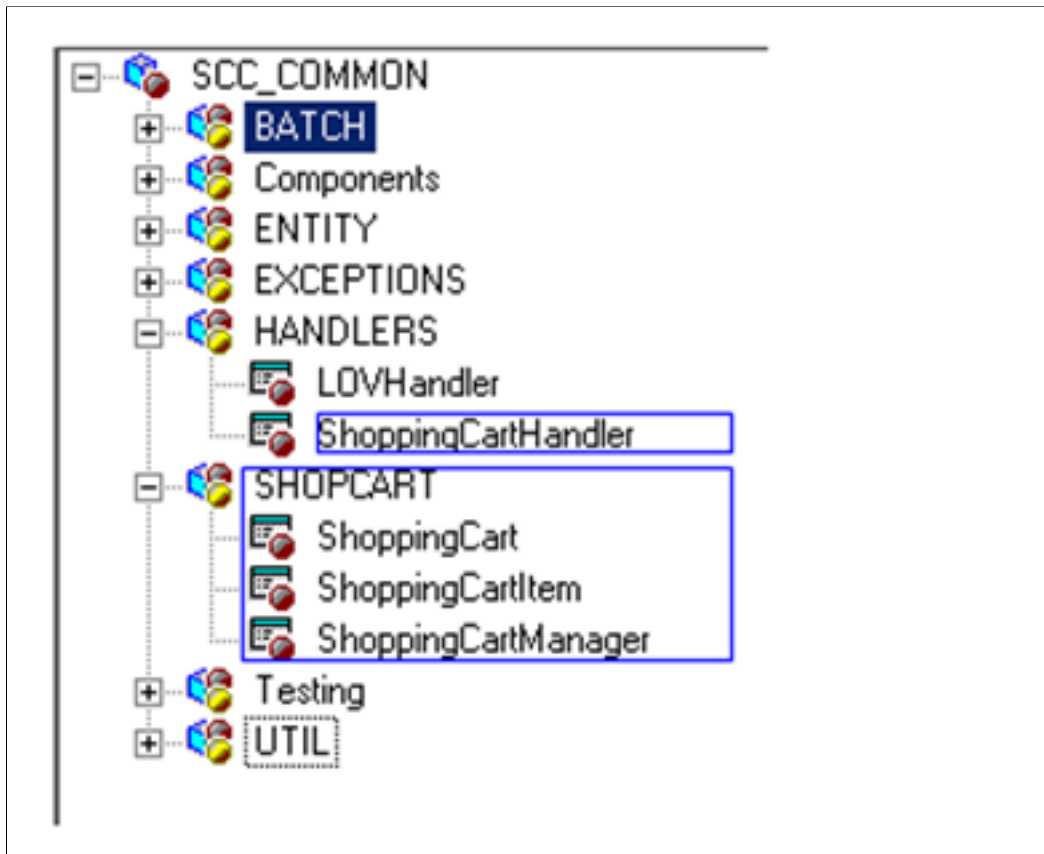 SCC_COMMON
BATCH
Components
ENTITY
EXCEPTIONS
HANDLERS
LOVHandler
ShoppingCartHandler
SHOPCART
ShoppingCart
ShoppingCartItem
ShoppingCartManager
Testing
UTIL